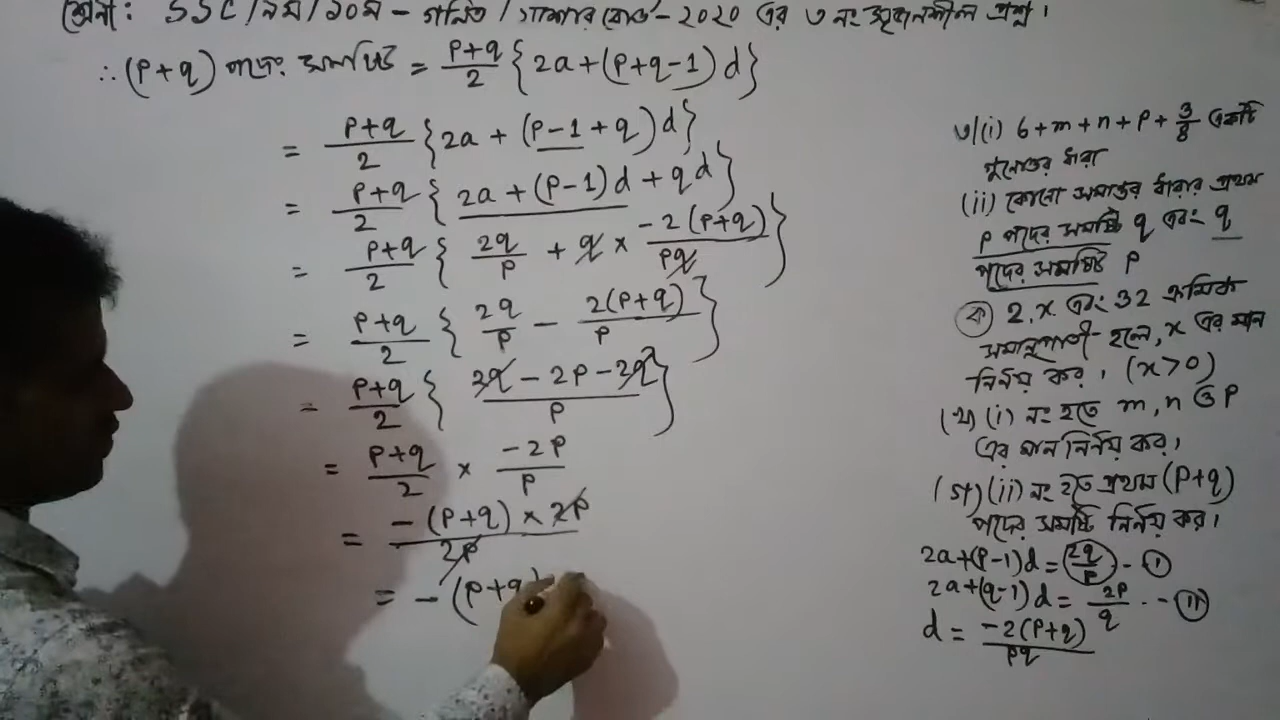 শ্রেণী: SSC/৯ম/১০ম - গনিত / যশোর বোর্ড - ২০২০ এর ৩ নং সৃজনশীল প্রশ্ন।
∴ (p+q) পদের সমষ্টি = p+q/2 {2a+(p+q-1)d}
= p+q/2 {2a + (p-1+q)d}
= p+q/2 {2a+(p-1)d + qd}
= p+q/2 {2q/p + q × -2(p+q)/pq}
= p+q/2 {2q/p - 2(p+q)/p}
= p+q/2 {2q - 2p - 2q/p}
= p+q/2 × -2p/p
= -(p+q) × 2p/2p
= -(p+q)
৩/(i) 6+m+n+p+3/8 একটি
গুনোত্তর ধারা
(ii) কোনো সমান্তর ধারার প্রথম
p পদের সমষ্টি q এবং q
পদের সমষ্টি p
(ক) 2, x এবং 32 ক্রমিক
সমানুপাতী হলে, x এর মান
নির্ণয় কর। (x>0)
(খ) (i) নং হতে m, n ও p
এর মান নির্ণয় কর।
(গ) (ii) নং হতে প্রথম (p+q)
পদের সমষ্টি নির্ণয় কর।
2a+(p-1)d = 2q/p - (i)
2a+(q-1)d = 2p/q -- (ii)
d = -2(p+q)/pq